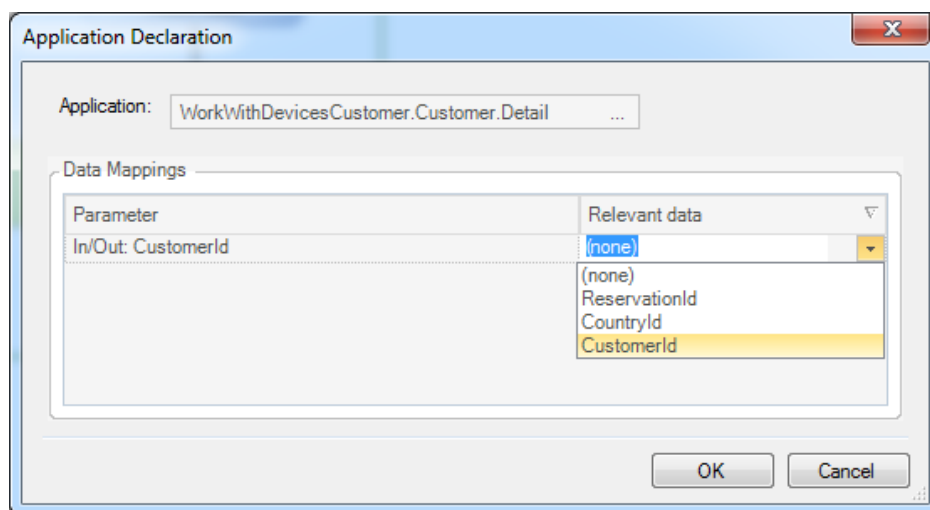 Application Declaration
Application: WorkWithDevicesCustomer.Customer.Detail ...
Data Mappings
Parameter Relevant data
In/Out: CustomerId (none)
(none)
ReservationId
CountryId
CustomerId
OK Cancel